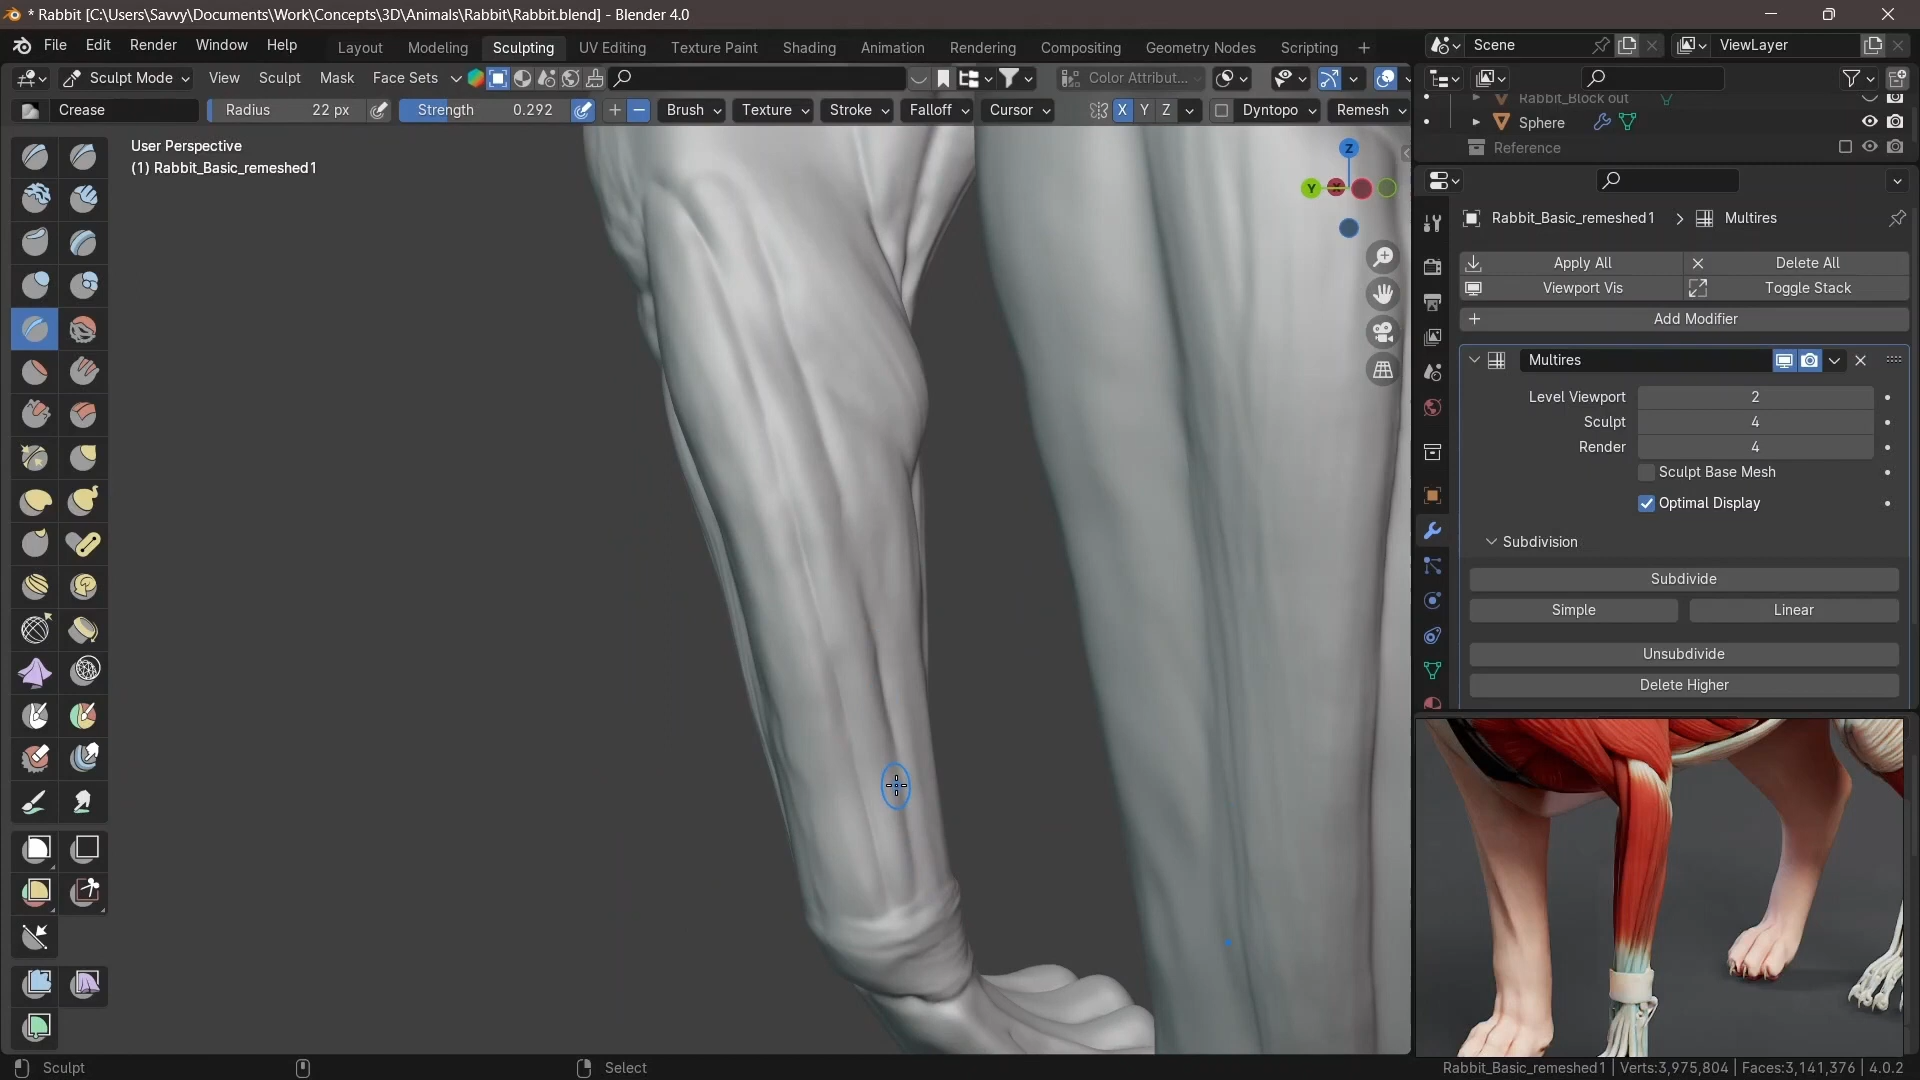 * Rabbit [C:\Users\Savvy\Documents\Work\Concepts\3D\Animals\Rabbit\Rabbit.blend] - Blender 4.0
File Edit Render Window Help Layout Modeling Sculpting UV Editing Texture Paint Shading Animation Rendering Compositing Geometry Nodes Scripting + Scene ViewLayer
Sculpt Mode View Sculpt Mask Face Sets Color Attribut...
Crease Radius 22 px Strength 0.292 + − Brush Texture Stroke Falloff Cursor X Y Z Dyntopo Remesh
Rabbit_Block out
Sphere
Reference
User Perspective
(1) Rabbit_Basic_remeshed1
Z
Y X
Rabbit_Basic_remeshed1 > Multires
Apply All Delete All
Viewport Vis Toggle Stack
+ Add Modifier
Multires
Level Viewport 2
Sculpt 4
Render 4
Sculpt Base Mesh
Optimal Display
Subdivision
Subdivide
Simple Linear
Unsubdivide
Delete Higher
Sculpt Select Rabbit_Basic_remeshed1 | Verts:3,975,804 | Faces:3,141,376 | 4.0.2